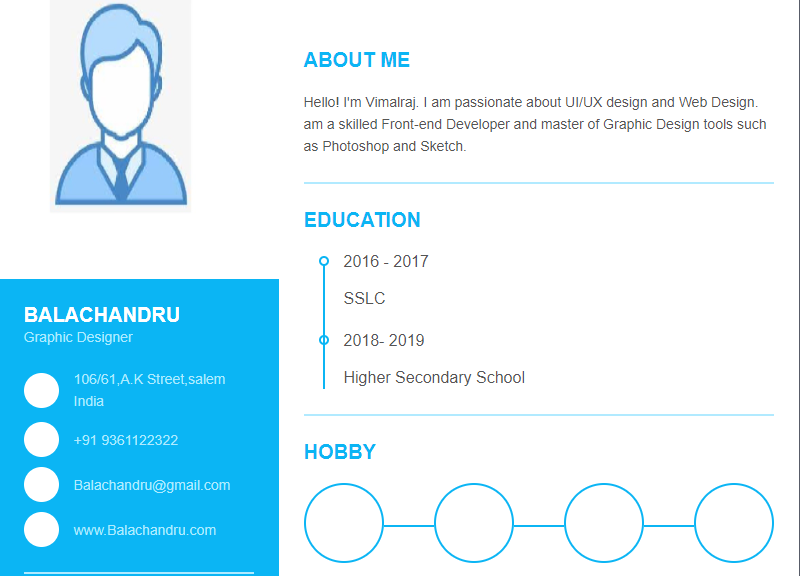 BALACHANDRU
Graphic Designer
106/61,A.K Street,salem
India
+91 9361122322
Balachandru@gmail.com
www.Balachandru.com
ABOUT ME
Hello! I'm Vimalraj. I am passionate about UI/UX design and Web Design.
am a skilled Front-end Developer and master of Graphic Design tools such
as Photoshop and Sketch.
EDUCATION
2016 - 2017
SSLC
2018- 2019
Higher Secondary School
HOBBY